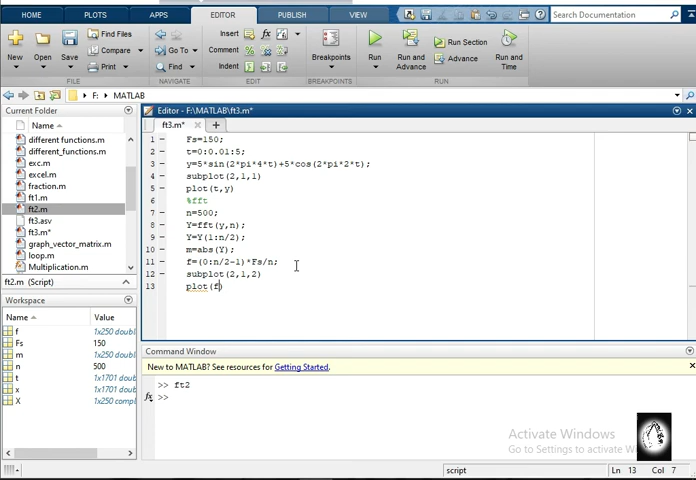 HOME PLOTS APPS EDITOR PUBLISH VIEW Search Documentation
New Open Save Find Files Compare Print
FILE
Go To Find
NAVIGATE
Insert fx
Comment %
Indent
EDIT
Breakpoints
BREAKPOINTS
Run Run and Advance Run Section Advance Run and Time
RUN
F: MATLAB
Current Folder
Name
different functions.m
different_functions.m
exc.m
excel.m
fraction.m
ft1.m
ft2.m
ft3.asv
ft3.m*
graph_vector_matrix.m
loop.m
Multiplication.m
ft2.m (Script)
Workspace
Name Value
f 1x250 doubl
Fs 150
m 1x250 doubl
n 500
t 1x1701 doub
x 1x1701 doub
X 1x250 compl
Editor - F:\MATLAB\ft3.m*
ft3.m*
1 - Fs=150;
2 - t=0:0.01:5;
3 - y=5*sin(2*pi*4*t)+5*cos(2*pi*2*t);
4 - subplot(2,1,1)
5 - plot(t,y)
6 %fft
7 - n=500;
8 - Y=fft(y,n);
9 - Y=Y(1:n/2);
10 - m=abs(Y);
11 - f=(0:n/2-1)*Fs/n;
12 - subplot(2,1,2)
13 plot(f)
Command Window
New to MATLAB? See resources for Getting Started.
>> ft2
fx >>
Activate Windows
Go to Settings to activate W
script Ln 13 Col 7